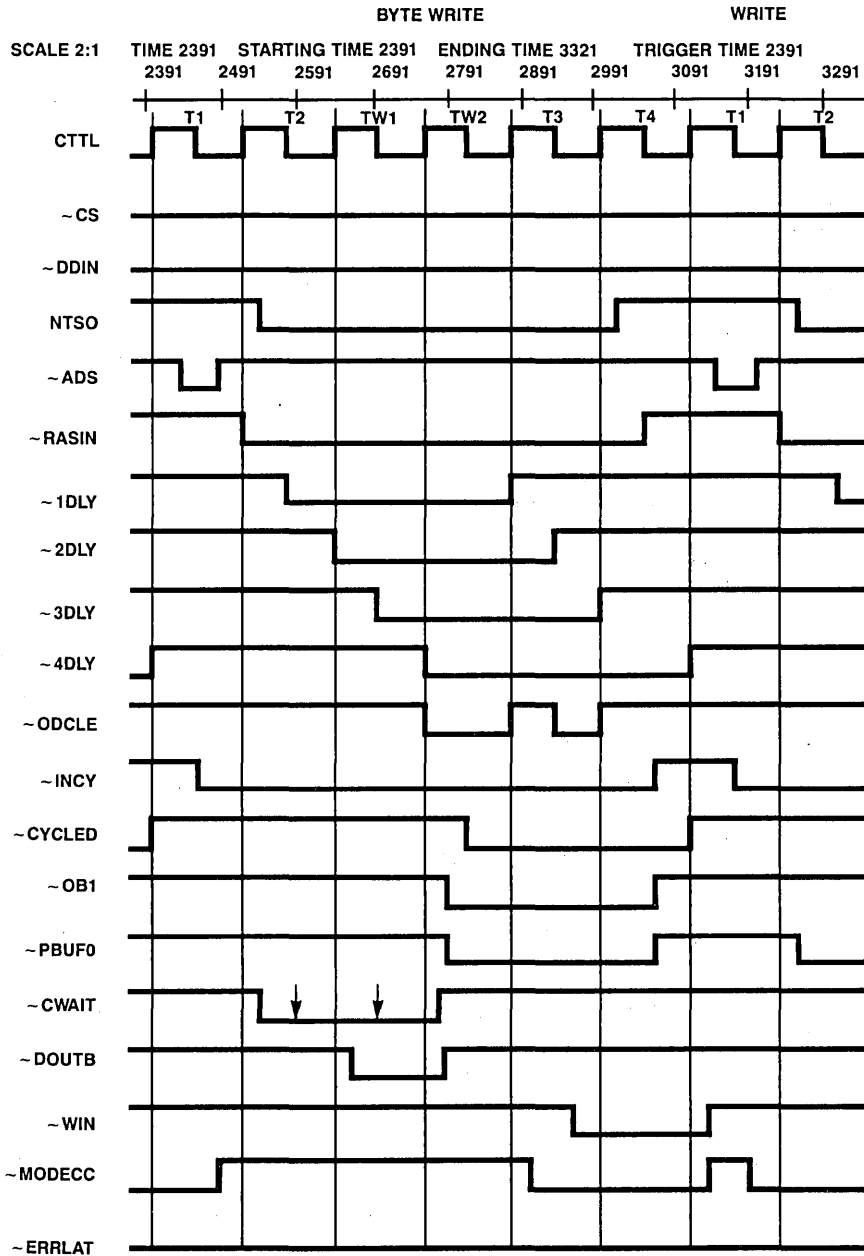 BYTE WRITE WRITE
SCALE 2:1 TIME 2391 STARTING TIME 2391 ENDING TIME 3321 TRIGGER TIME 2391
2391 2491 2591 2691 2791 2891 2991 3091 3191 3291
T1 T2 TW1 TW2 T3 T4 T1 T2
CTTL
~CS
~DDIN
NTSO
~ADS
~RASIN
~1DLY
~2DLY
~3DLY
~4DLY
~ODCLE
~INCY
~CYCLED
~OB1
~PBUF0
~CWAIT
~DOUTB
~WIN
~MODECC
~ERRLAT